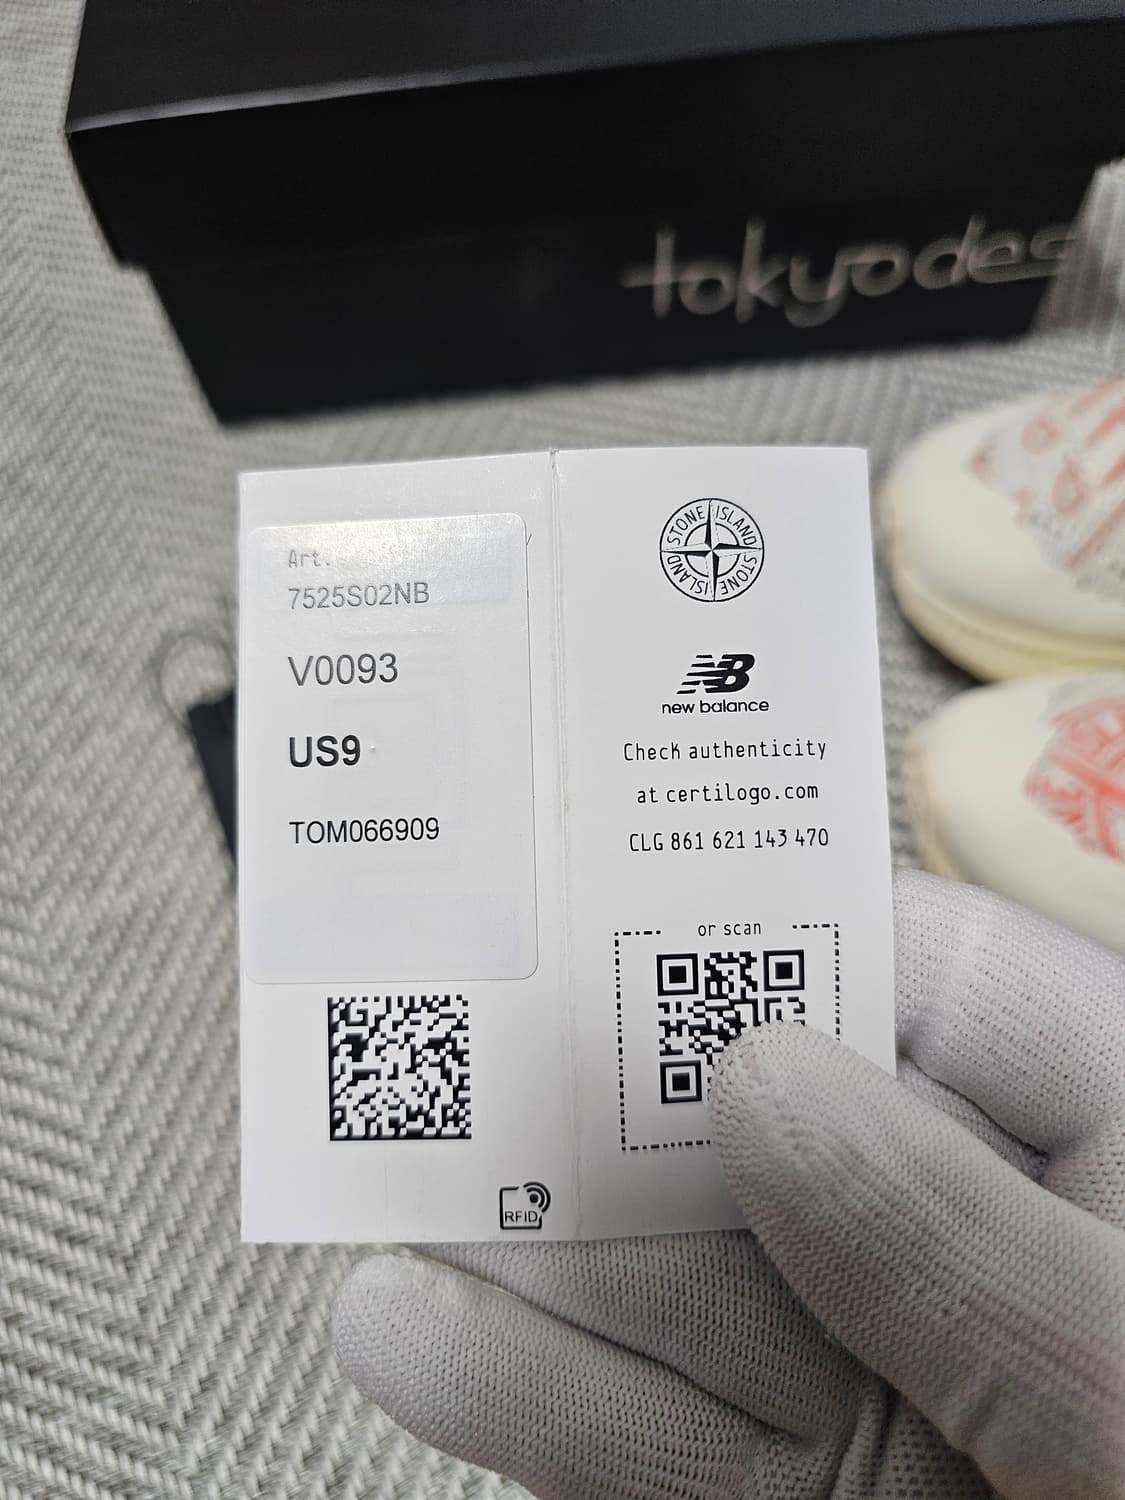 tokyodes
Art.
7525S02NB
V0093
US9
TOM066909
RFID
STONE ISLAND
STONE ISLAND
NB
new balance
Check authenticity
at certilogo.com
CLG 861 621 143 470
or scan